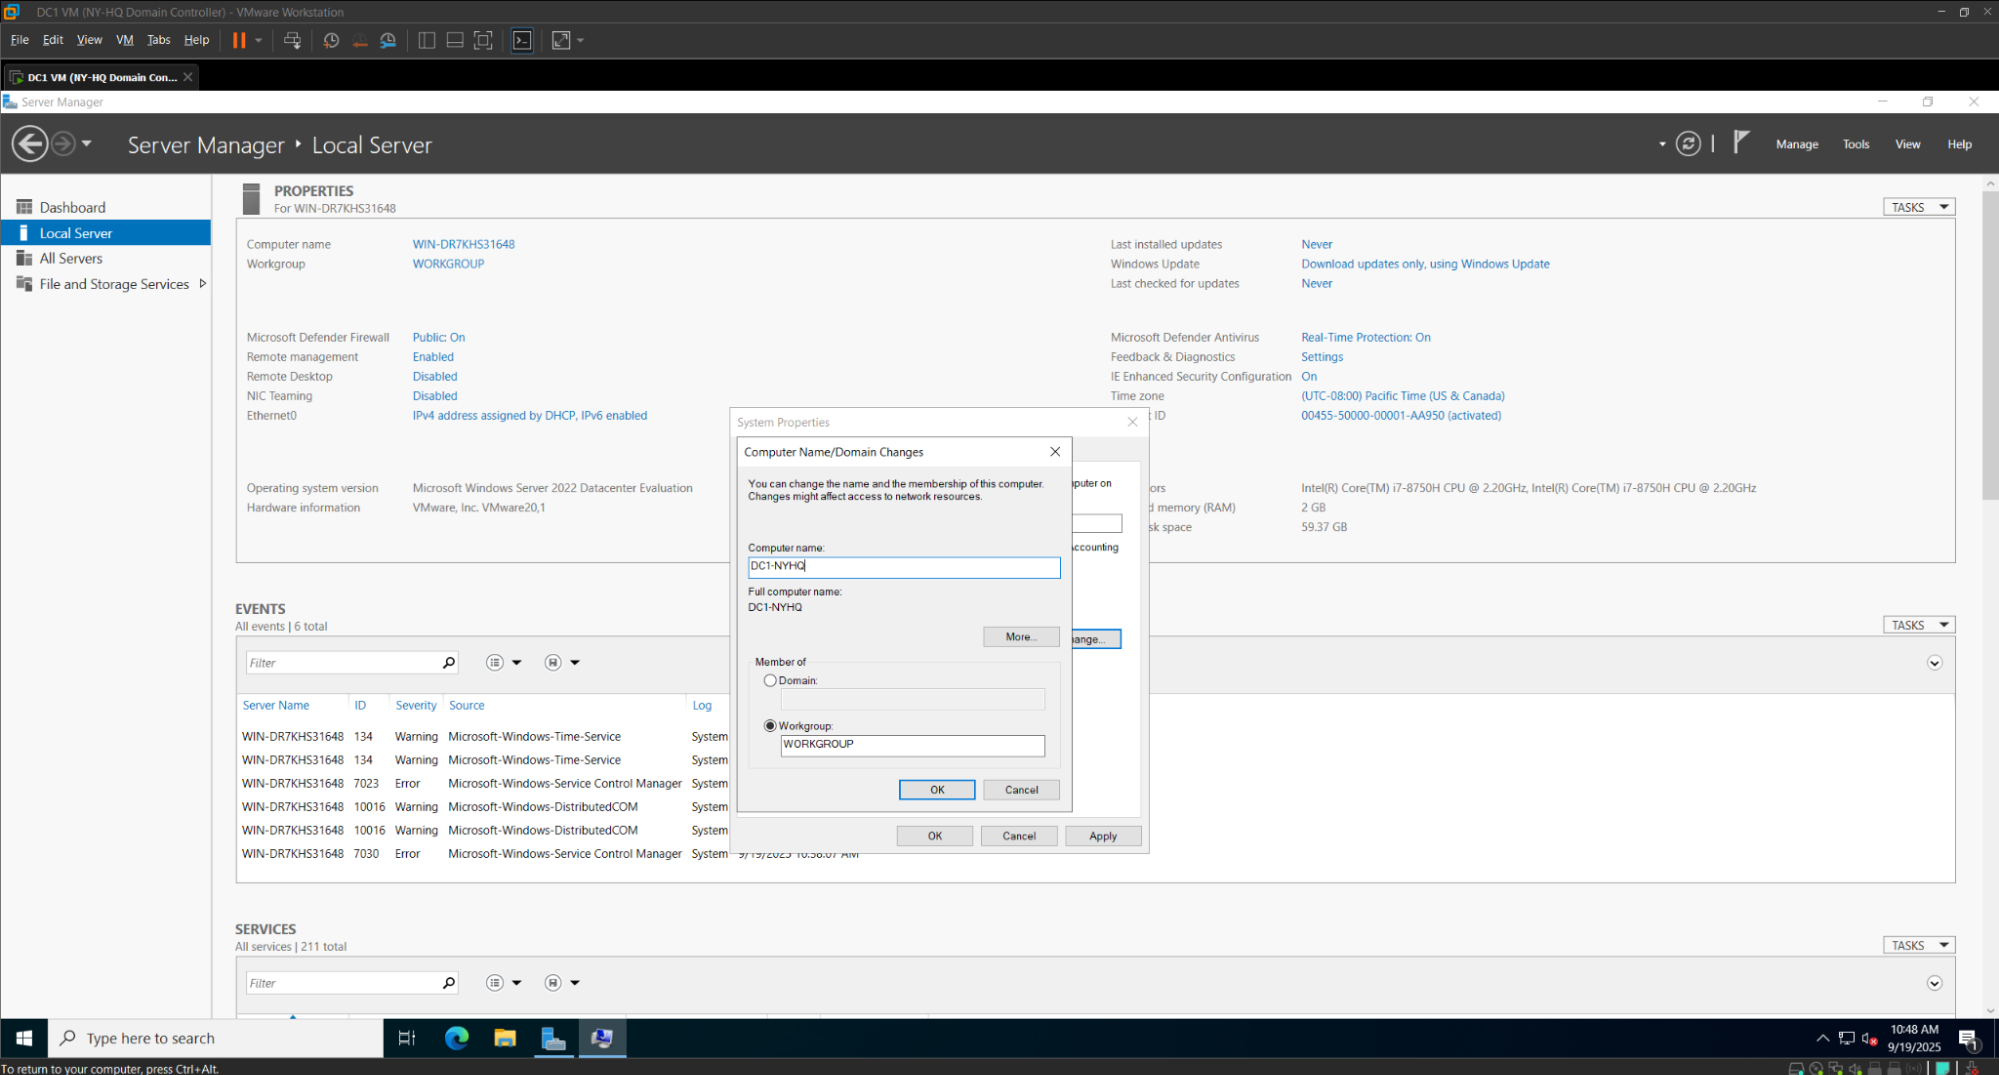 DC1 VM (NY-HQ Domain Controller) - VMware Workstation
File Edit View VM Tabs Help
DC1 VM (NY-HQ Domain Con...
Server Manager
Server Manager ‣ Local Server
Manage Tools View Help
Dashboard
Local Server
All Servers
File and Storage Services
PROPERTIES
For WIN-DR7KHS31648
TASKS
Computer name WIN-DR7KHS31648
Workgroup WORKGROUP
Last installed updates Never
Windows Update Download updates only, using Windows Update
Last checked for updates Never
Microsoft Defender Firewall Public: On
Remote management Enabled
Remote Desktop Disabled
NIC Teaming Disabled
Ethernet0 IPv4 address assigned by DHCP, IPv6 enabled
Microsoft Defender Antivirus Real-Time Protection: On
Feedback & Diagnostics Settings
IE Enhanced Security Configuration On
Time zone (UTC-08:00) Pacific Time (US & Canada)
ID 00455-50000-00001-AA950 (activated)
Operating system version Microsoft Windows Server 2022 Datacenter Evaluation
Hardware information VMware, Inc. VMware20,1
ors Intel(R) Core(TM) i7-8750H CPU @ 2.20GHz, Intel(R) Core(TM) i7-8750H CPU @ 2.20GHz
d memory (RAM) 2 GB
sk space 59.37 GB
System Properties
puter on
ccounting
ange...
OK Cancel Apply
Computer Name/Domain Changes
You can change the name and the membership of this computer.
Changes might affect access to network resources.
Computer name:
DC1-NYHQ
Full computer name:
DC1-NYHQ
More...
Member of
Domain:
Workgroup:
WORKGROUP
OK Cancel
EVENTS
All events | 6 total
TASKS
Filter
Server Name ID Severity Source Log
WIN-DR7KHS31648 134 Warning Microsoft-Windows-Time-Service System
WIN-DR7KHS31648 134 Warning Microsoft-Windows-Time-Service System
WIN-DR7KHS31648 7023 Error Microsoft-Windows-Service Control Manager System
WIN-DR7KHS31648 10016 Warning Microsoft-Windows-DistributedCOM System
WIN-DR7KHS31648 10016 Warning Microsoft-Windows-DistributedCOM System
WIN-DR7KHS31648 7030 Error Microsoft-Windows-Service Control Manager System 9/19/2025 10:38:07 AM
SERVICES
All services | 211 total
TASKS
Filter
Type here to search
10:48 AM
9/19/2025
1
To return to your computer, press Ctrl+Alt.